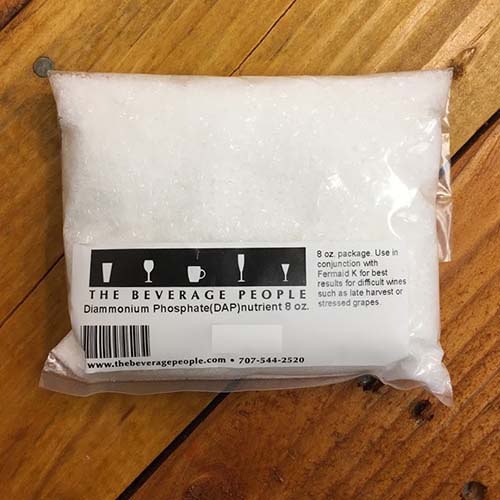 THE BEVERAGE PEOPLE
Diammonium Phosphate(DAP)nutrient 8 oz.
8 oz. package. Use in
conjunction with
Fermaid K for best
results for difficult wines
such as late harvest or
stressed grapes.
www.thebeveragepeople.com • 707-544-2520